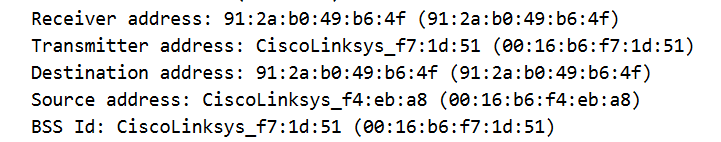 Receiver address: 91:2a:b0:49:b6:4f (91:2a:b0:49:b6:4f)
Transmitter address: CiscoLinksys_f7:1d:51 (00:16:b6:f7:1d:51)
Destination address: 91:2a:b0:49:b6:4f (91:2a:b0:49:b6:4f)
Source address: CiscoLinksys_f4:eb:a8 (00:16:b6:f4:eb:a8)
BSS Id: CiscoLinksys_f7:1d:51 (00:16:b6:f7:1d:51)